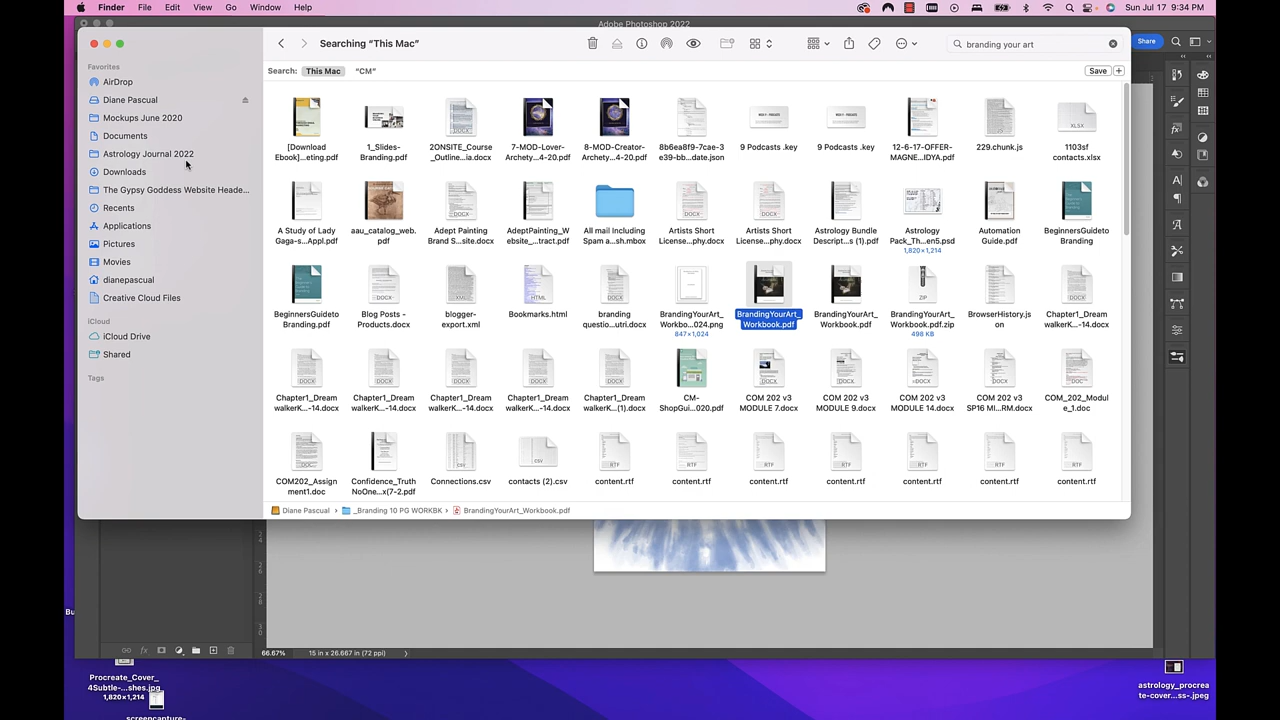 Finder File Edit View Go Window Help Sun Jul 17 9:34 PM
Adobe Photoshop 2022
Searching “This Mac” branding your art Share
Favorites
Search: This Mac “CM” Save
AirDrop
Diane Pascual
Mockups June 2020
Documents
Astrology Journal 2022
Downloads
The Gypsy Goddess Website Heade...
Recents
Applications
Pictures
Movies
dianepascual
Creative Cloud Files
iCloud
iCloud Drive
Shared
Tags
[Download 1_Slides- 2ONSITE_Course 7-MOD-Lover- 8-MOD-Creator- 8b6ea8f9-7cae-3 9 Podcasts .key 9 Podcasts .key 12-6-17-OFFER- 229.chunk.js 1103sf
Ebook]...eting.pdf Branding.pdf _Outline...ia.docx Archety...4-20.pdf Archety...4-20.pdf e39-bb...date.json MAGNE...IDYA.pdf contacts.xlsx
A Study of Lady aau_catalog_web. Adept Painting AdeptPainting_W All mail Including Artists Short Artists Short Astrology Bundle Astrology Automation BeginnersGuideto
Gaga-s...Appl.pdf pdf Brand S...site.docx ebsite_...tract.pdf Spam a...sh.mbox License...phy.docx License...phy.docx Descript...s (1).pdf Pack_Th...en5.psd Guide.pdf Branding
1,820×1,214
BeginnersGuideto Blog Posts - blogger- Bookmarks.html branding BrandingYourArt_ BrandingYourArt_ BrandingYourArt_ BrandingYourArt_ BrowserHistory.js Chapter1_Dream
Branding.pdf Products.docx export.xml questio...utri.docx Workbo...024.png Workbook.pdf Workbook.pdf Workbook.pdf.zip on walkerK...-14.docx
847×1,024 498 KB
Chapter1_Dream Chapter1_Dream Chapter1_Dream Chapter1_Dream Chapter1_Dream CM- COM 202 v3 COM 202 v3 COM 202 v3 COM 202 v3 COM_202_Modul
walkerK...-14.docx walkerK...-14.docx walkerK...-14.docx walkerK...-14.docx walkerK...(1).docx ShopGui...020.pdf MODULE 7.docx MODULE 9.docx MODULE 14.docx SP16 MI...RM.docx e_1.doc
COM202_Assign Confidence_Truth Connections.csv contacts (2).csv content.rtf content.rtf content.rtf content.rtf content.rtf content.rtf content.rtf
ment1.doc NoOne...x(7-2.pdf
Diane Pascual › _Branding 10 PG WORKBK › BrandingYourArt_Workbook.pdf
Bu
66.67% 15 in x 26.667 in (72 ppi)
Procreate_Cover_
4Subtle-...shes.jpg
1,820×1,214
screencapture-
astrology_procrea
te-cover...ss-.jpeg